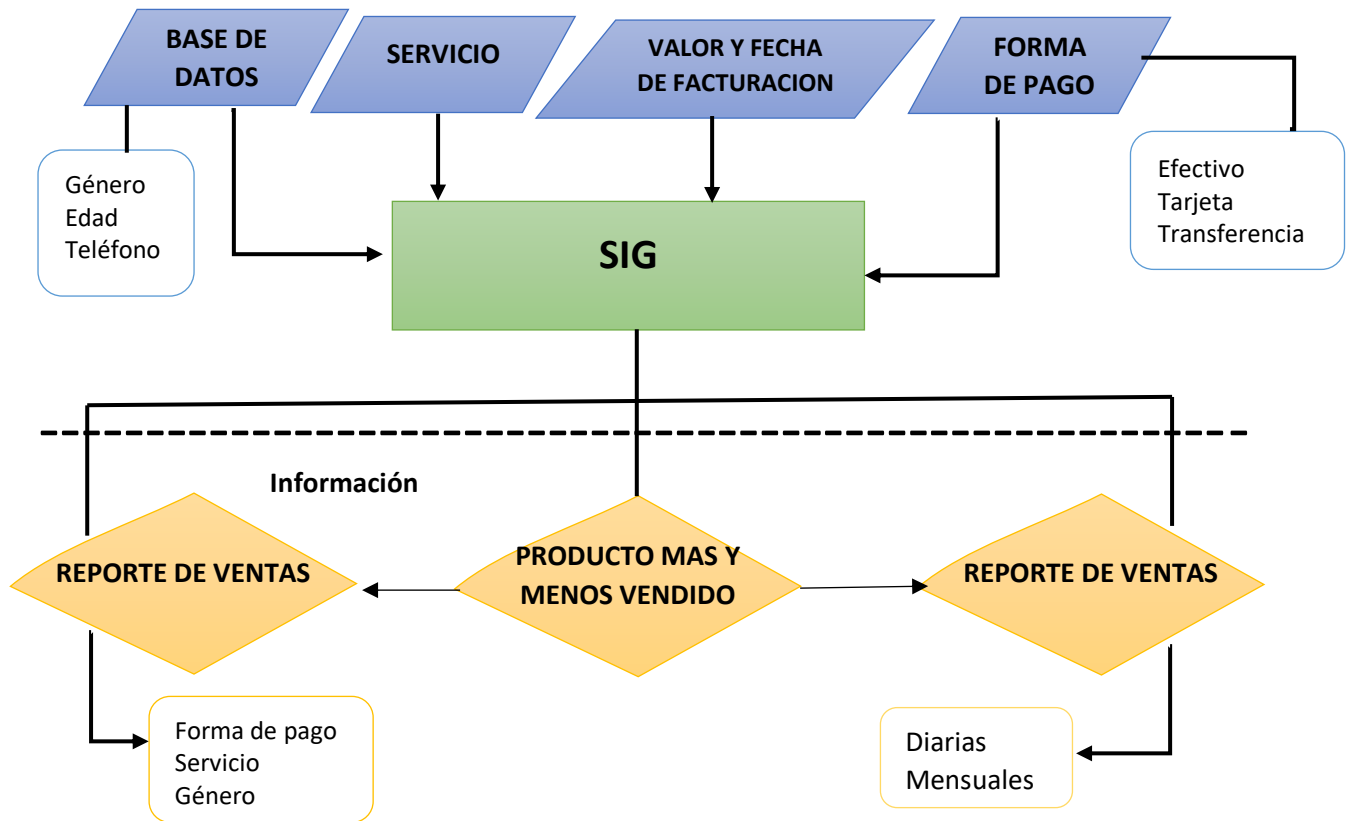 BASE DE
DATOS
SERVICIO
VALOR Y FECHA
DE FACTURACION
FORMA
DE PAGO
Género
Edad
Teléfono
Efectivo
Tarjeta
Transferencia
SIG
Información
REPORTE DE VENTAS
PRODUCTO MAS Y
MENOS VENDIDO
REPORTE DE VENTAS
Forma de pago
Servicio
Género
Diarias
Mensuales